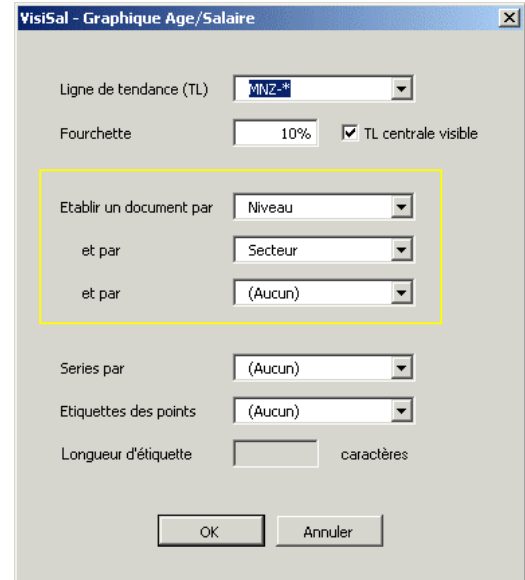 VisiSal - Graphique Age/Salaire
Ligne de tendance (TL) MNZ-*
Fourchette 10% TL centrale visible
Etablir un document par Niveau
et par Secteur
et par (Aucun)
Series par (Aucun)
Etiquettes des points (Aucun)
Longueur d'étiquette caractères
OK Annuler